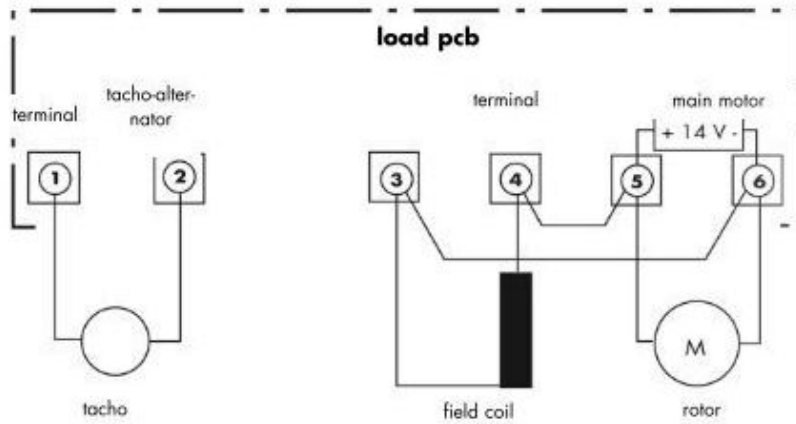 load pcb
tacho-alter-
terminal
nator
terminal
main motor
+ 14 V -
1
2
3
4
5
6
M
tacho
field coil
rotor